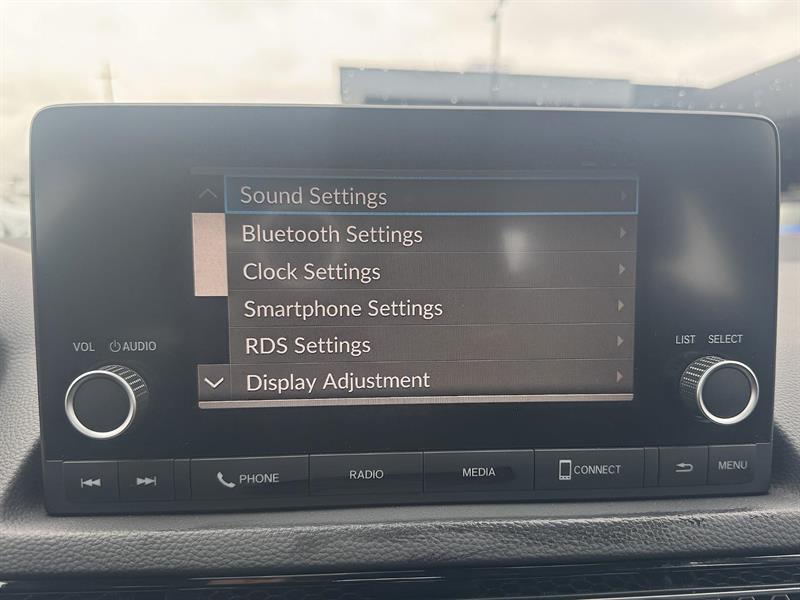 Sound Settings
Bluetooth Settings
Clock Settings
Smartphone Settings
RDS Settings
Display Adjustment
VOL AUDIO
LIST SELECT
PHONE RADIO MEDIA CONNECT MENU